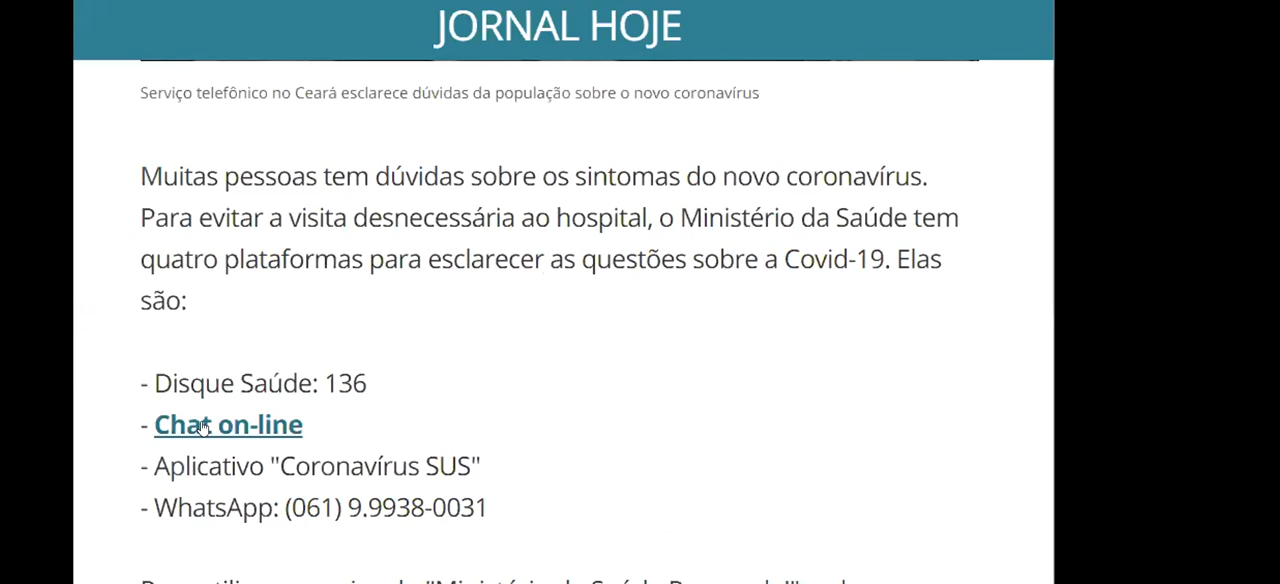 JORNAL HOJE
Serviço telefônico no Ceará esclarece dúvidas da população sobre o novo coronavírus
Muitas pessoas tem dúvidas sobre os sintomas do novo coronavírus.
Para evitar a visita desnecessária ao hospital, o Ministério da Saúde tem
quatro plataformas para esclarecer as questões sobre a Covid-19. Elas
são:
- Disque Saúde: 136
- Chat on-line
- Aplicativo "Coronavírus SUS"
- WhatsApp: (061) 9.9938-0031